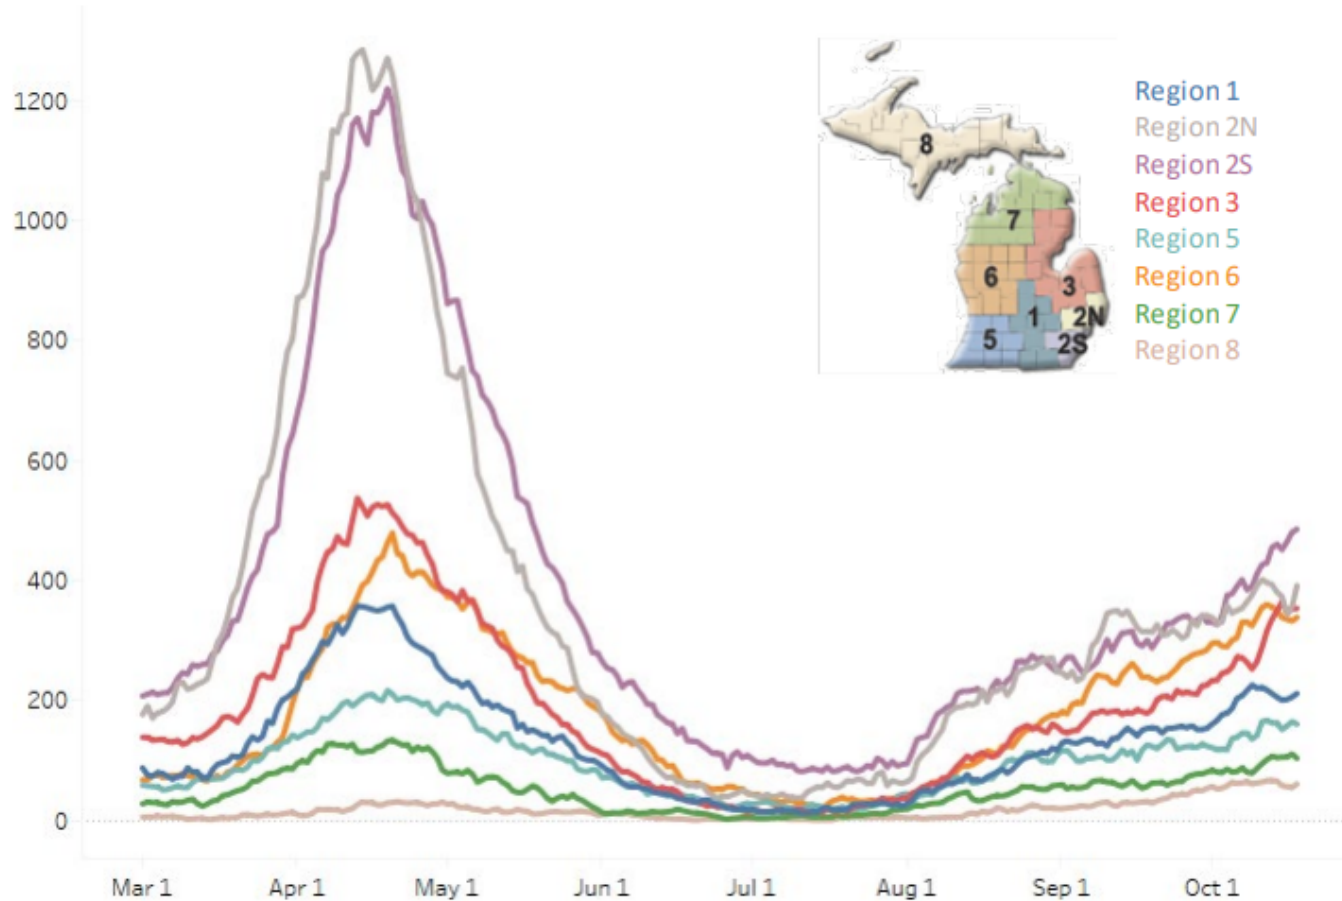 1200
1000
800
600
400
200
0
Mar 1 Apr 1 May 1 Jun 1 Jul 1 Aug 1 Sep 1 Oct 1
8
7
6
3
1
2N
5
2S
Region 1
Region 2N
Region 2S
Region 3
Region 5
Region 6
Region 7
Region 8